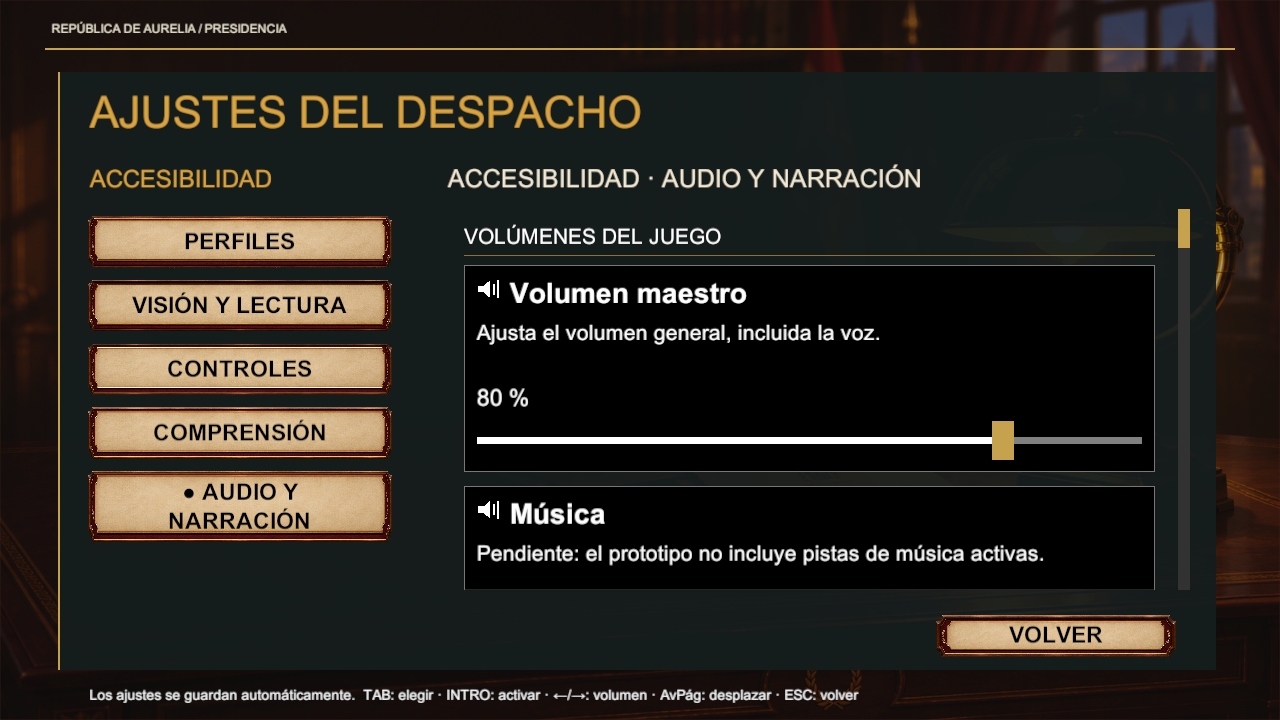 REPÚBLICA DE AURELIA / PRESIDENCIA
AJUSTES DEL DESPACHO
ACCESIBILIDAD
PERFILES
VISIÓN Y LECTURA
CONTROLES
COMPRENSIÓN
● AUDIO Y
NARRACIÓN
ACCESIBILIDAD · AUDIO Y NARRACIÓN
VOLÚMENES DEL JUEGO
Volumen maestro
Ajusta el volumen general, incluida la voz.
80 %
Música
Pendiente: el prototipo no incluye pistas de música activas.
VOLVER
Los ajustes se guardan automáticamente. TAB: elegir · INTRO: activar · ←/→: volumen · AvPág: desplazar · ESC: volver